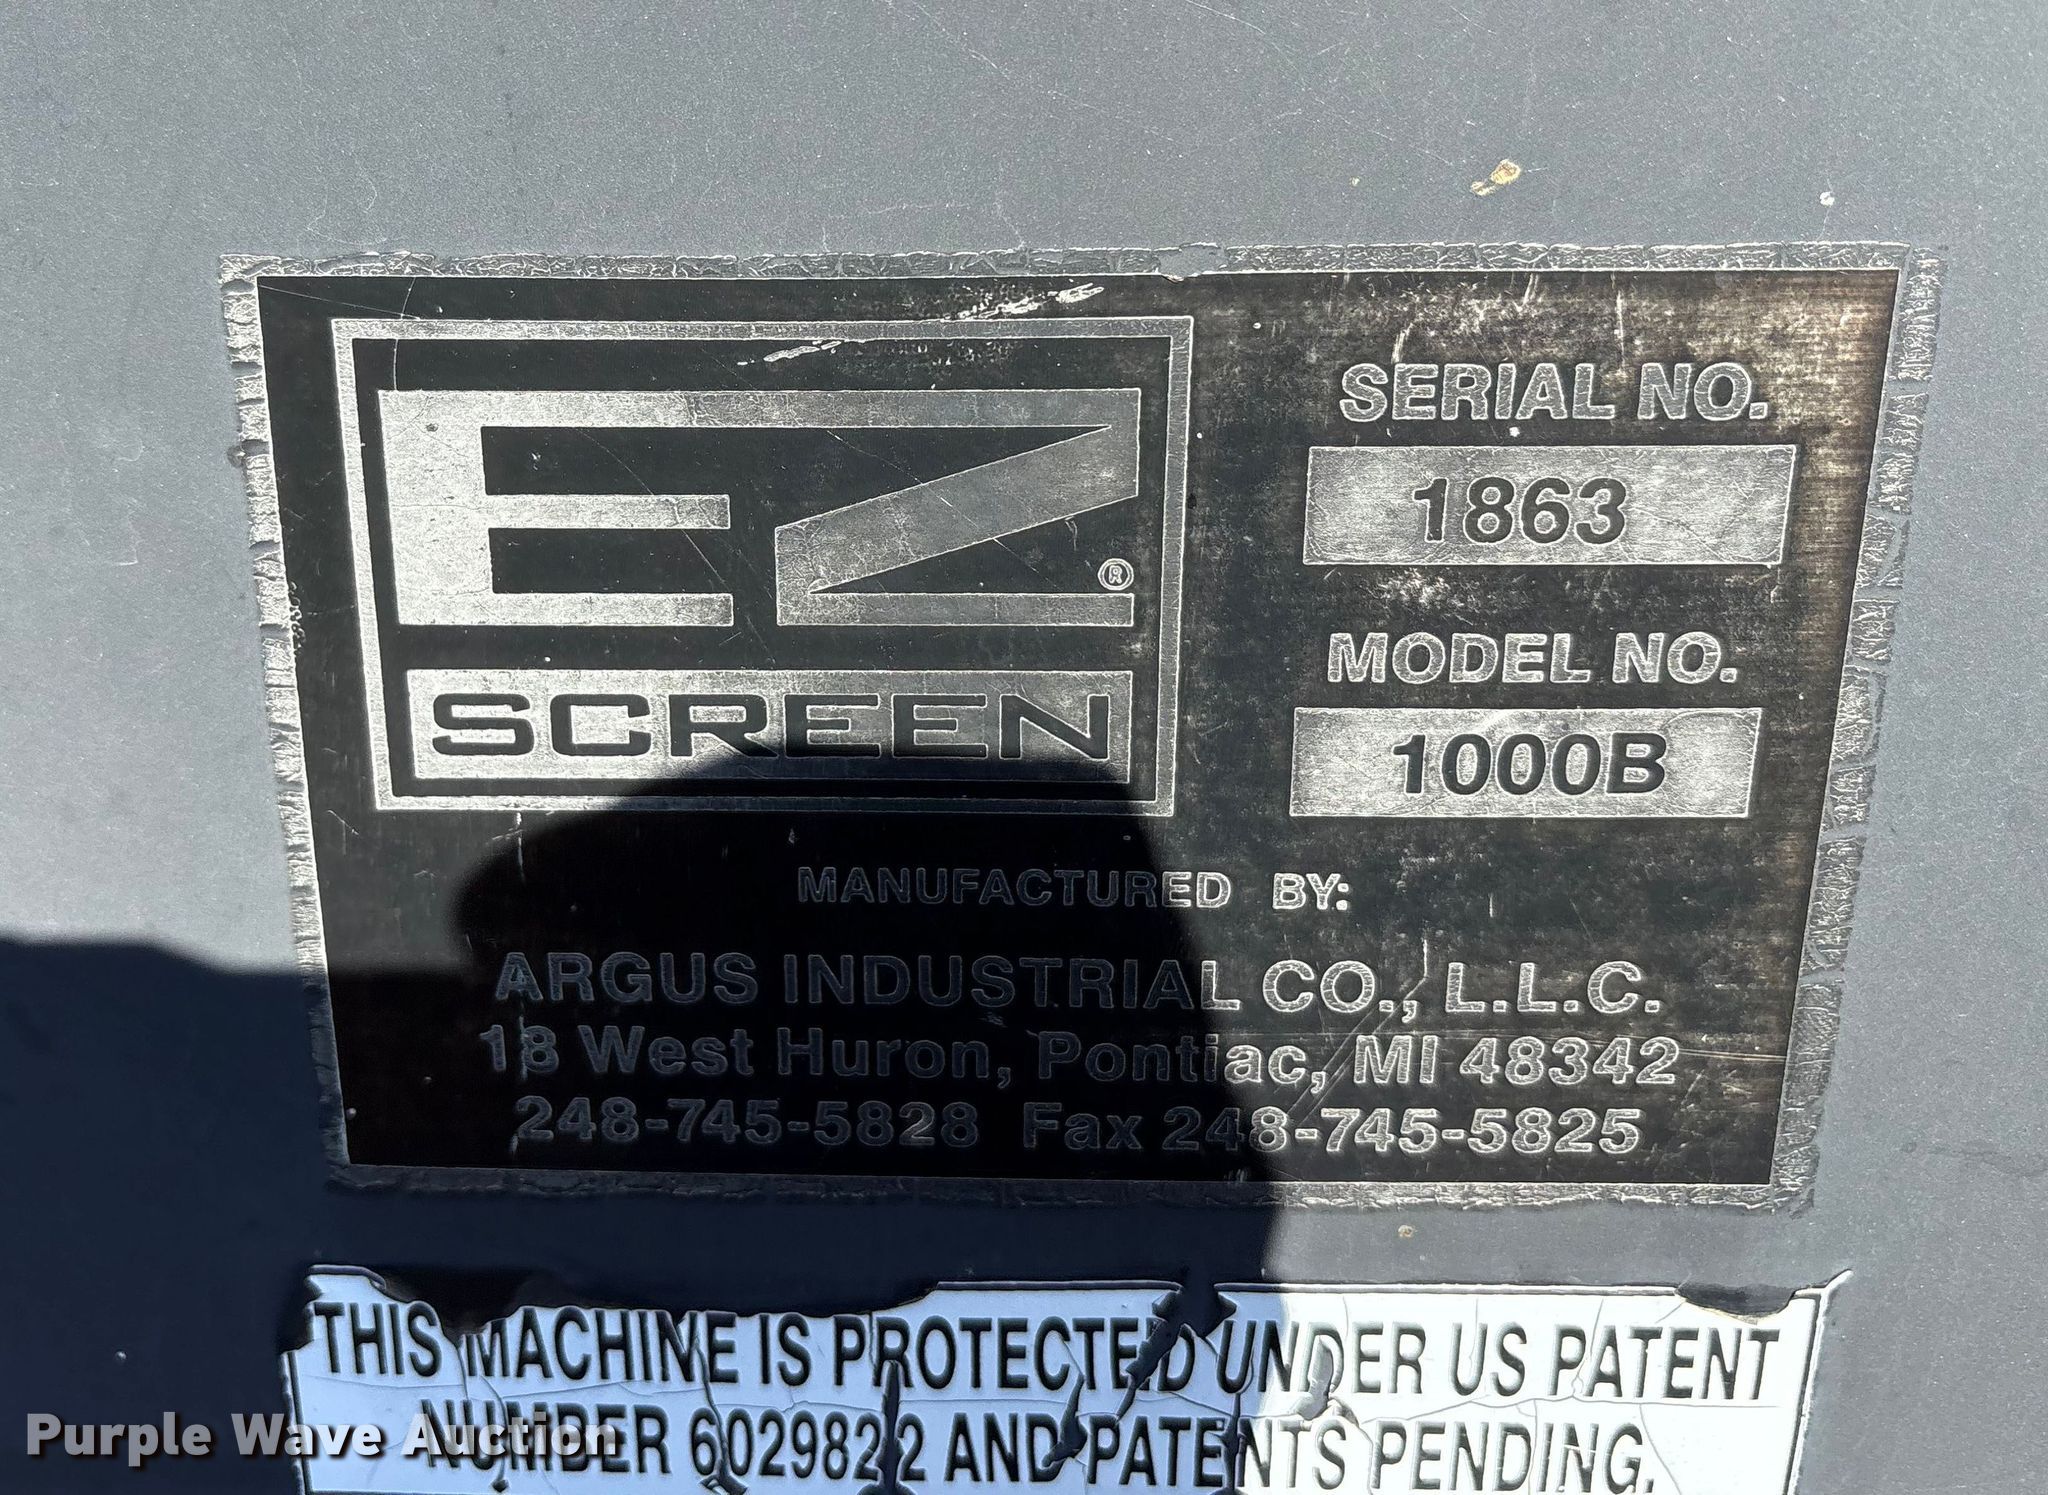 EZ®
SCREEN
SERIAL NO.
1863
MODEL NO.
1000B
MANUFACTURED BY:
ARGUS INDUSTRIAL CO., L.L.C.
18 West Huron, Pontiac, MI 48342
248-745-5828 Fax 248-745-5825
THIS MACHINE IS PROTECTED UNDER US PATENT
NUMBER 6029822 AND PATENTS PENDING.
Purple Wave Auction